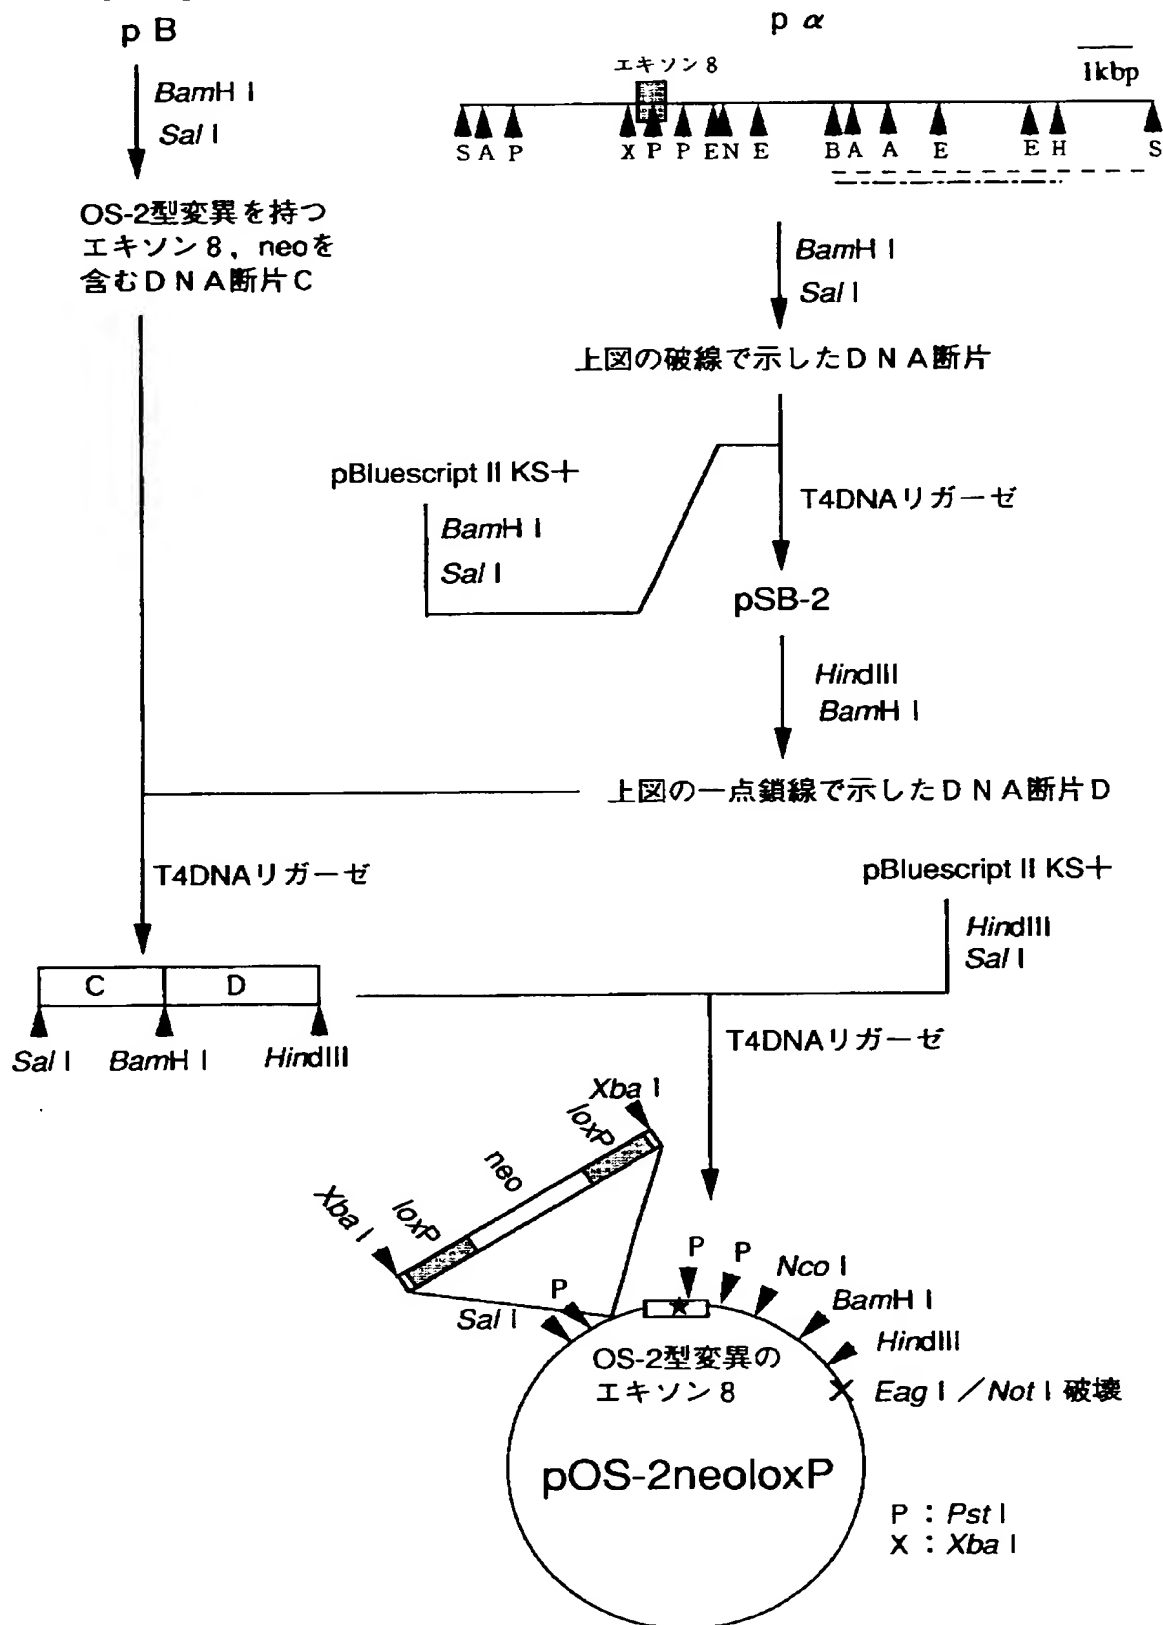 p B
BamH I
Sal I
OS-2型変異を持つ
エキソン8，neoを
含むDNA断片C
p α
エキソン8
1kbp
S A P X P P E N E B A A E E H S
BamH I
Sal I
上図の破線で示したDNA断片
pBluescript II KS+
BamH I
Sal I
T4DNAリガーゼ
pSB-2
HindIII
BamH I
上図の一点鎖線で示したDNA断片D
T4DNAリガーゼ
pBluescript II KS+
HindIII
Sal I
C D
Sal I BamH I HindIII
T4DNAリガーゼ
Xba I
loxP
neo
loxP
Xba I
Sal I
P
P
P
Nco I
BamH I
HindIII
Eag I／Not I 破壊
OS-2型変異の
エキソン8
pOS-2neoloxP
P：Pst I
X：Xba I